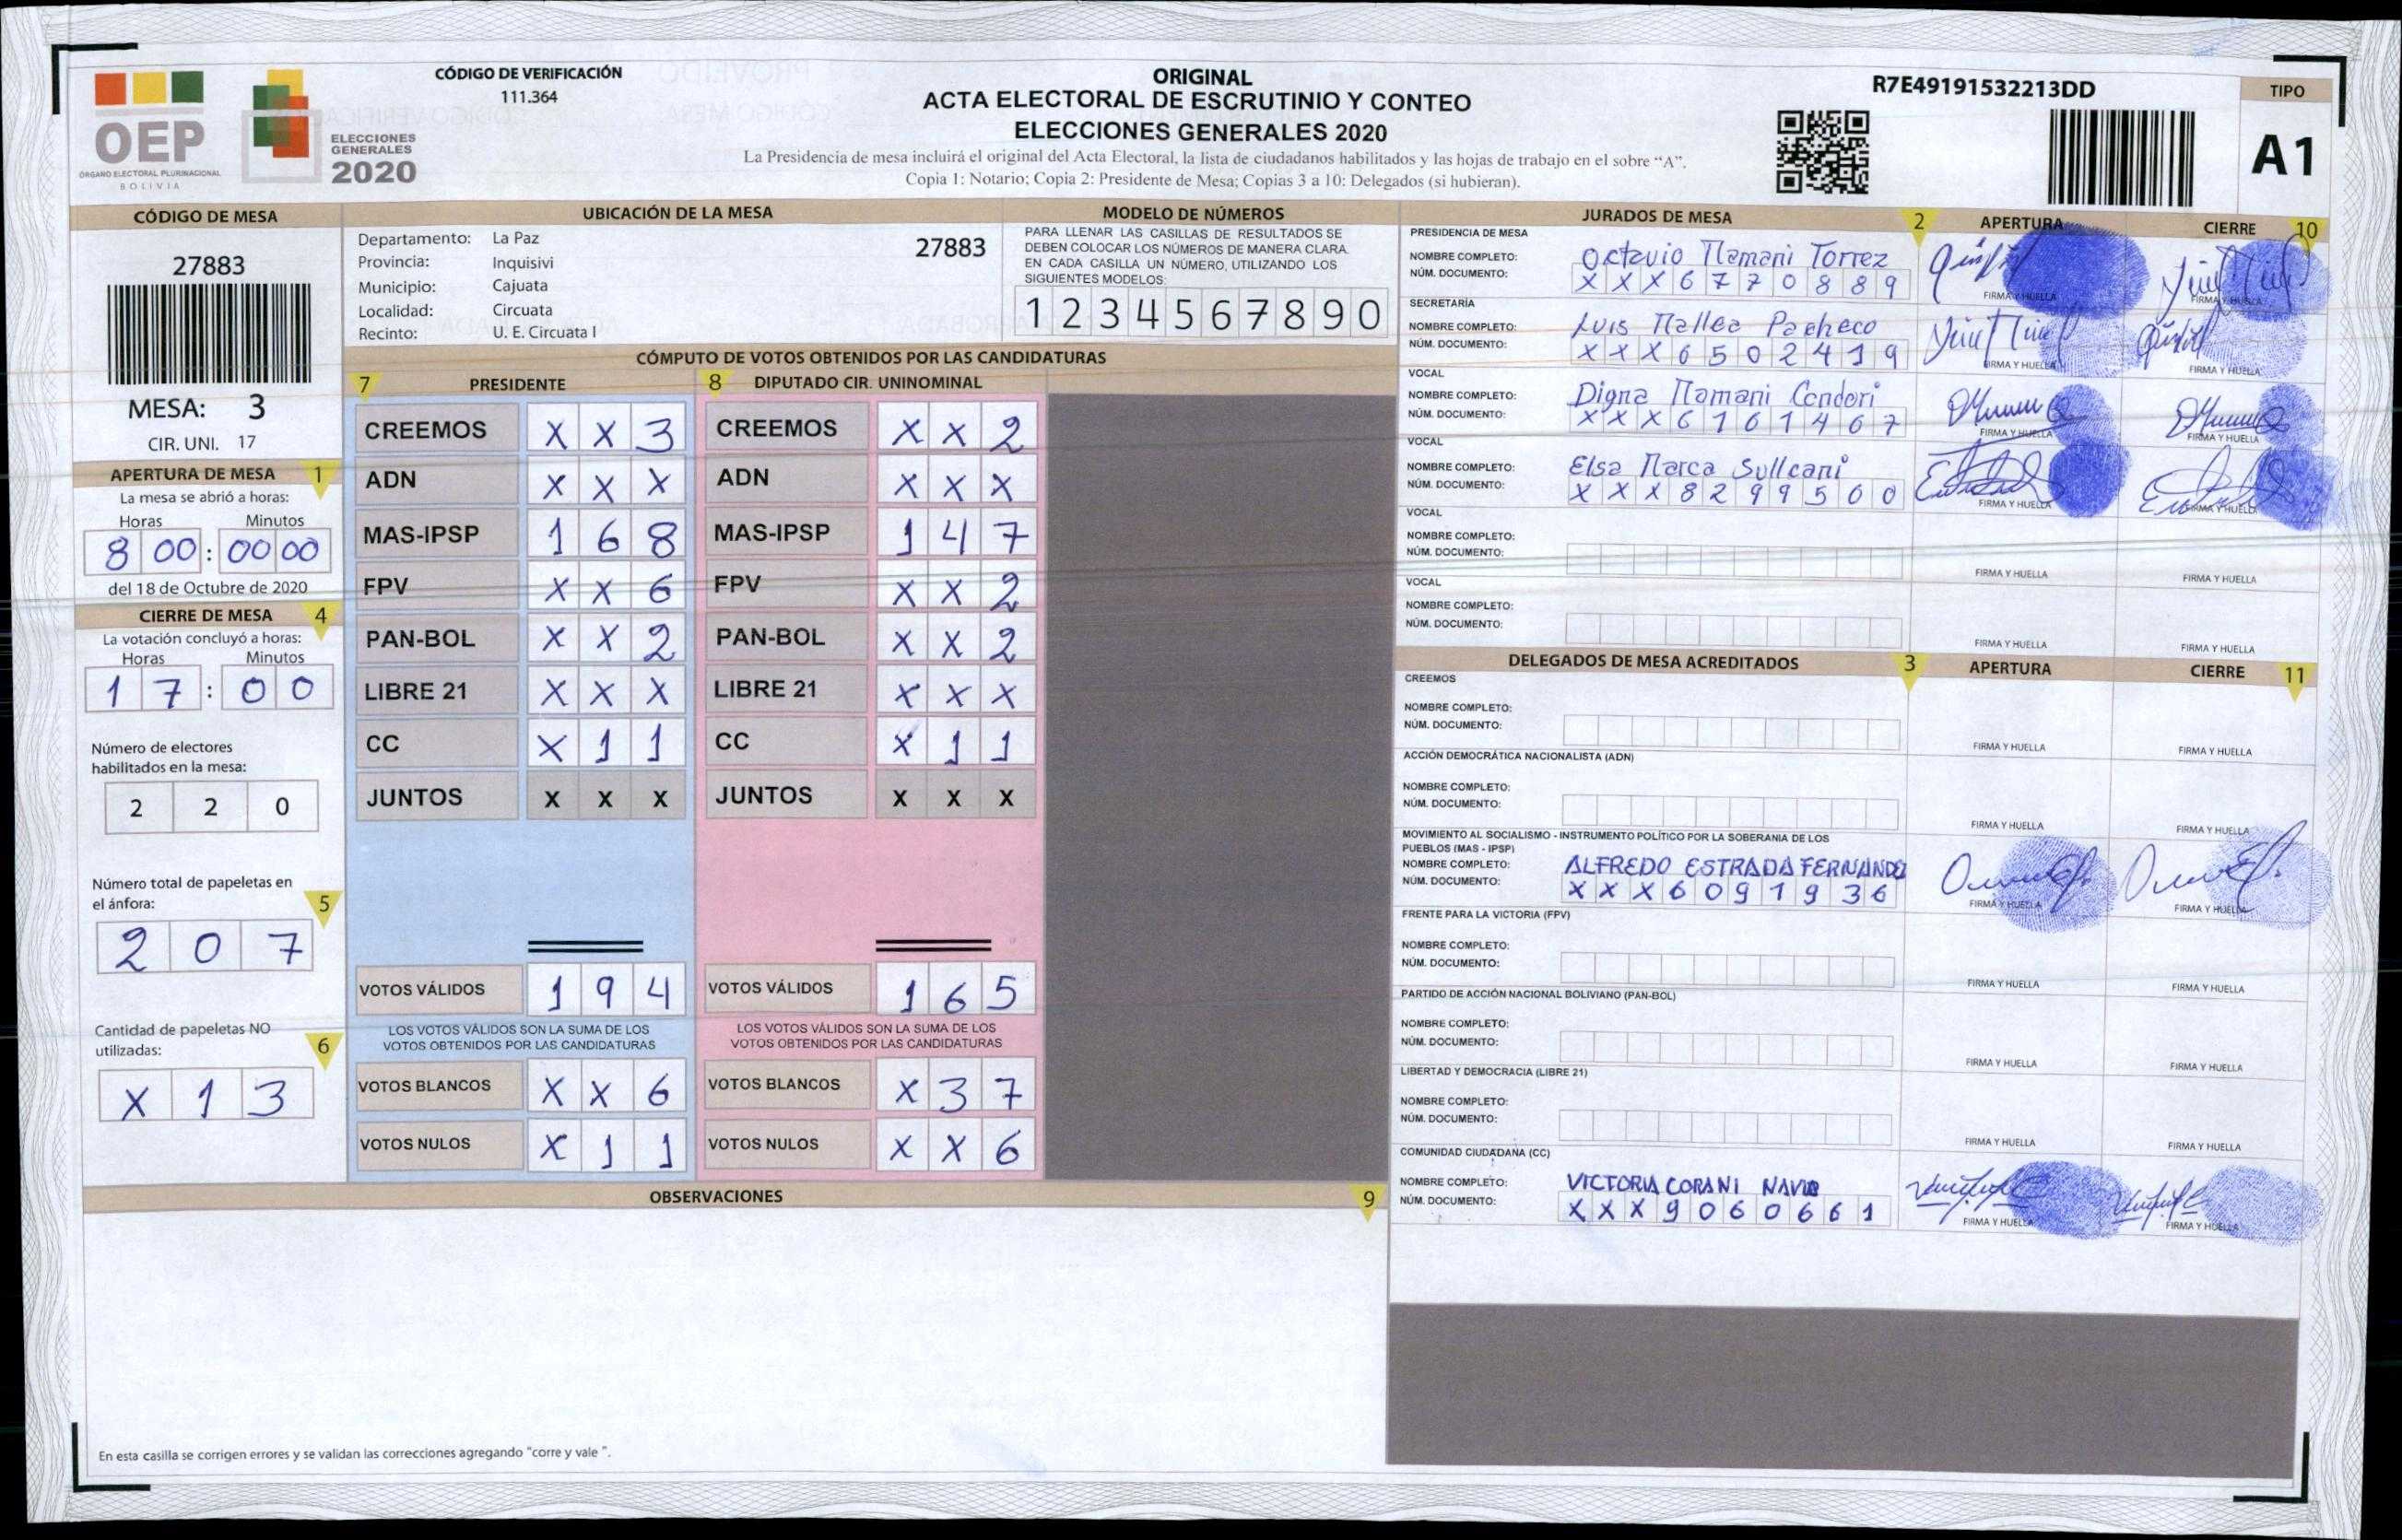 CÓDIGO DE VERIFICACIÓN
111.364
OEP
ÓRGANO ELECTORAL PLURINACIONAL
BOLIVIA
ELECCIONES
GENERALES
2020
ORIGINAL
ACTA ELECTORAL DE ESCRUTINIO Y CONTEO
ELECCIONES GENERALES 2020
La Presidencia de mesa incluirá el original del Acta Electoral, la lista de ciudadanos habilitados y las hojas de trabajo en el sobre “A”.
Copia 1: Notario; Copia 2: Presidente de Mesa; Copias 3 a 10: Delegados (si hubieran).
R7E49191532213DD
TIPO
A1
CÓDIGO DE MESA
27883
MESA: 3
CIR. UNI. 17
APERTURA DE MESA 1
La mesa se abrió a horas:
Horas Minutos
8 00 : 00 00
del 18 de Octubre de 2020
CIERRE DE MESA 4
La votación concluyó a horas:
Horas Minutos
1 7 : 0 0
Número de electores
habilitados en la mesa:
2 2 0
Número total de papeletas en
el ánfora: 5
2 0 7
Cantidad de papeletas NO
utilizadas: 6
X 1 3
UBICACIÓN DE LA MESA
Departamento: La Paz 27883
Provincia: Inquisivi
Municipio: Cajuata
Localidad: Circuata
Recinto: U. E. Circuata I
MODELO DE NÚMEROS
PARA LLENAR LAS CASILLAS DE RESULTADOS SE
DEBEN COLOCAR LOS NÚMEROS DE MANERA CLARA.
EN CADA CASILLA UN NÚMERO, UTILIZANDO LOS
SIGUIENTES MODELOS:
1 2 3 4 5 6 7 8 9 0
CÓMPUTO DE VOTOS OBTENIDOS POR LAS CANDIDATURAS
7 PRESIDENTE
CREEMOS X X 3
ADN X X X
MAS-IPSP 1 6 8
FPV X X 6
PAN-BOL X X 2
LIBRE 21 X X X
CC X 1 1
JUNTOS X X X
VOTOS VÁLIDOS 1 9 4
LOS VOTOS VÁLIDOS SON LA SUMA DE LOS
VOTOS OBTENIDOS POR LAS CANDIDATURAS
VOTOS BLANCOS X X 6
VOTOS NULOS X 1 1
8 DIPUTADO CIR. UNINOMINAL
CREEMOS X X 2
ADN X X X
MAS-IPSP 1 4 7
FPV X X 2
PAN-BOL X X 2
LIBRE 21 X X X
CC X 1 1
JUNTOS X X X
VOTOS VÁLIDOS 1 6 5
LOS VOTOS VÁLIDOS SON LA SUMA DE LOS
VOTOS OBTENIDOS POR LAS CANDIDATURAS
VOTOS BLANCOS X 3 7
VOTOS NULOS X X 6
OBSERVACIONES 9
En esta casilla se corrigen errores y se validan las correcciones agregando "corre y vale ".
JURADOS DE MESA 2 APERTURA CIERRE 10
PRESIDENCIA DE MESA
NOMBRE COMPLETO: Octavio Mamani Torrez
NÚM. DOCUMENTO: X X X 6 7 7 0 8 8 9
FIRMA Y HUELLA FIRMA Y HUELLA
SECRETARÍA
NOMBRE COMPLETO: Luis Mallea Pacheco
NÚM. DOCUMENTO: X X X 6 5 0 2 4 1 9
FIRMA Y HUELLA FIRMA Y HUELLA
VOCAL
NOMBRE COMPLETO: Digna Mamani Condori
NÚM. DOCUMENTO: X X X 6 1 6 1 4 6 7
FIRMA Y HUELLA FIRMA Y HUELLA
VOCAL
NOMBRE COMPLETO: Elsa Marca Sullcani
NÚM. DOCUMENTO: X X X 8 2 9 9 5 6 0
FIRMA Y HUELLA FIRMA Y HUELLA
VOCAL
NOMBRE COMPLETO:
NÚM. DOCUMENTO:
FIRMA Y HUELLA FIRMA Y HUELLA
VOCAL
NOMBRE COMPLETO:
NÚM. DOCUMENTO:
FIRMA Y HUELLA FIRMA Y HUELLA
DELEGADOS DE MESA ACREDITADOS 3 APERTURA CIERRE 11
CREEMOS
NOMBRE COMPLETO:
NÚM. DOCUMENTO:
FIRMA Y HUELLA FIRMA Y HUELLA
ACCIÓN DEMOCRÁTICA NACIONALISTA (ADN)
NOMBRE COMPLETO:
NÚM. DOCUMENTO:
FIRMA Y HUELLA FIRMA Y HUELLA
MOVIMIENTO AL SOCIALISMO - INSTRUMENTO POLÍTICO POR LA SOBERANIA DE LOS
PUEBLOS (MAS - IPSP)
NOMBRE COMPLETO: ALFREDO ESTRADA FERNANDEZ
NÚM. DOCUMENTO: X X X 6 0 9 1 9 3 6
FIRMA Y HUELLA FIRMA Y HUELLA
FRENTE PARA LA VICTORIA (FPV)
NOMBRE COMPLETO:
NÚM. DOCUMENTO:
FIRMA Y HUELLA FIRMA Y HUELLA
PARTIDO DE ACCIÓN NACIONAL BOLIVIANO (PAN-BOL)
NOMBRE COMPLETO:
NÚM. DOCUMENTO:
FIRMA Y HUELLA FIRMA Y HUELLA
LIBERTAD Y DEMOCRACIA (LIBRE 21)
NOMBRE COMPLETO:
NÚM. DOCUMENTO:
FIRMA Y HUELLA FIRMA Y HUELLA
COMUNIDAD CIUDADANA (CC)
NOMBRE COMPLETO: VICTORIA CORANI
NÚM. DOCUMENTO: X X X 9 0 6 0 6 6 1
FIRMA Y HUELLA FIRMA Y HUELLA